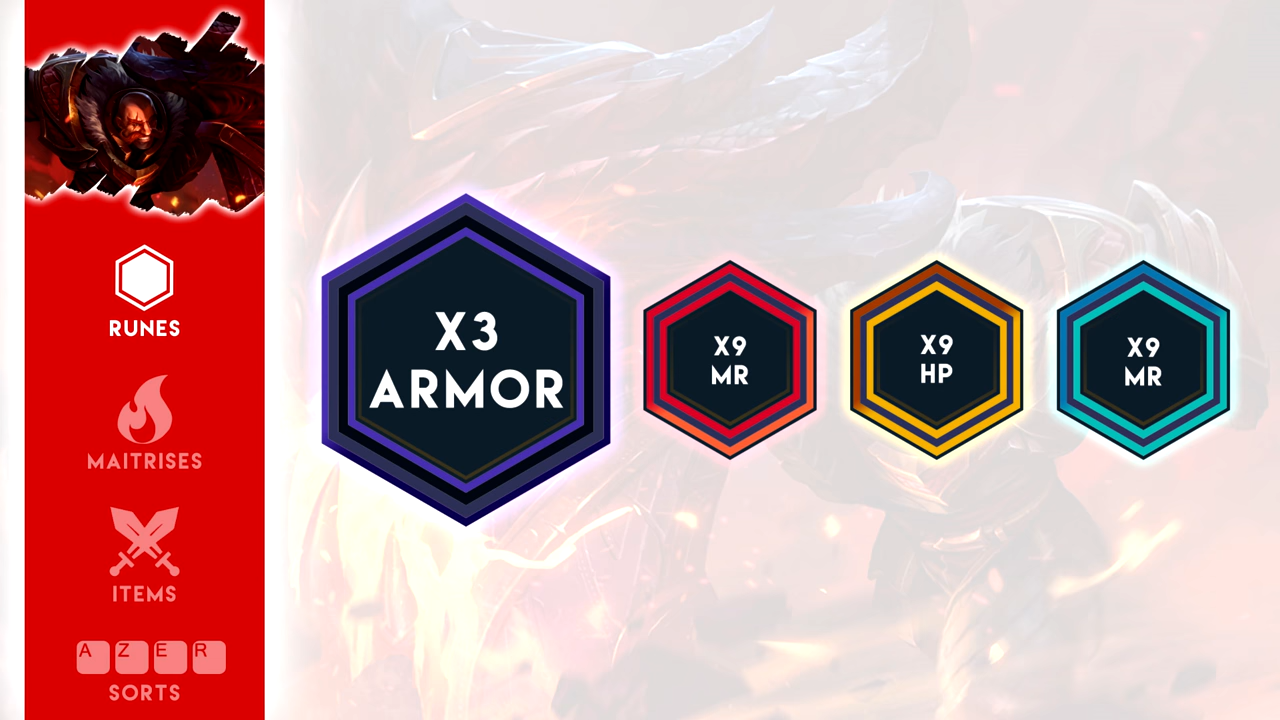 RUNES
MAITRISES
ITEMS
A Z E R
SORTS
X3
ARMOR
X9
MR
X9
HP
X9
MR